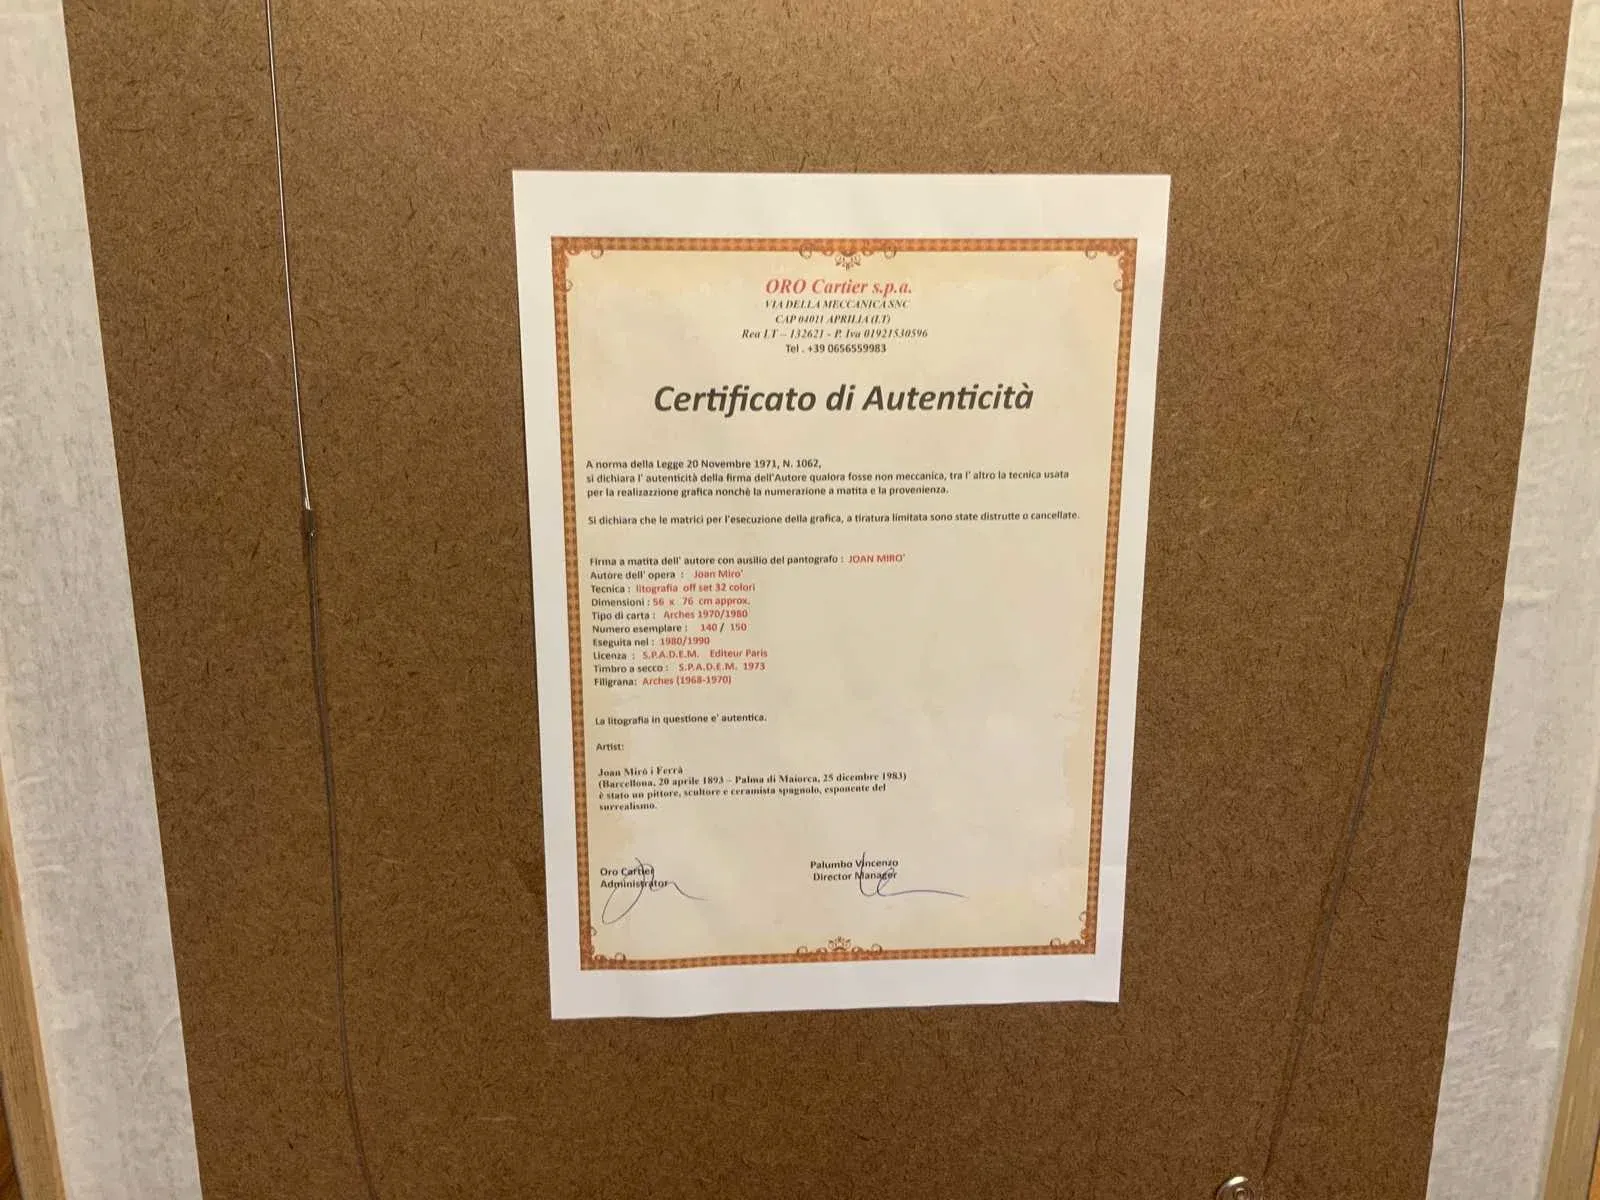 ORO Cartier s.p.a.
VIA DELLA MECCANICA SNC
CAP 04011 APRILIA (LT)
Rea LT – 132621 - P. Iva 01921530596
Tel . +39 0656559983
Certificato di Autenticità
A norma della Legge 20 Novembre 1971, N. 1062,
si dichiara l' autenticità della firma dell'Autore qualora fosse non meccanica, tra l' altro la tecnica usata
per la realizazzione grafica nonchè la numerazione a matita e la provenienza.
Si dichiara che le matrici per l'esecuzione della grafica, a tiratura limitata sono state distrutte o cancellate.
Firma a matita dell' autore con ausilio del pantografo : JOAN MIRO'
Autore dell' opera : Joan Miro'
Tecnica : litografia off set 32 colori
Dimensioni : 56 x 76 cm approx.
Tipo di carta : Arches 1970/1980
Numero esemplare : 140 / 150
Eseguita nel : 1980/1990
Licenza : S.P.A.D.E.M. Editeur Paris
Timbro a secco : S.P.A.D.E.M. 1973
Filigrana: Arches (1968-1970)
La litografia in questione e' autentica.
Artist:
Joan Miró i Ferrà
(Barcellona, 20 aprile 1893 – Palma di Maiorca, 25 dicembre 1983)
è stato un pittore, scultore e ceramista spagnolo, esponente del
surrealismo.
Oro Cartier
Administrator
Palumbo Vincenzo
Director Manager